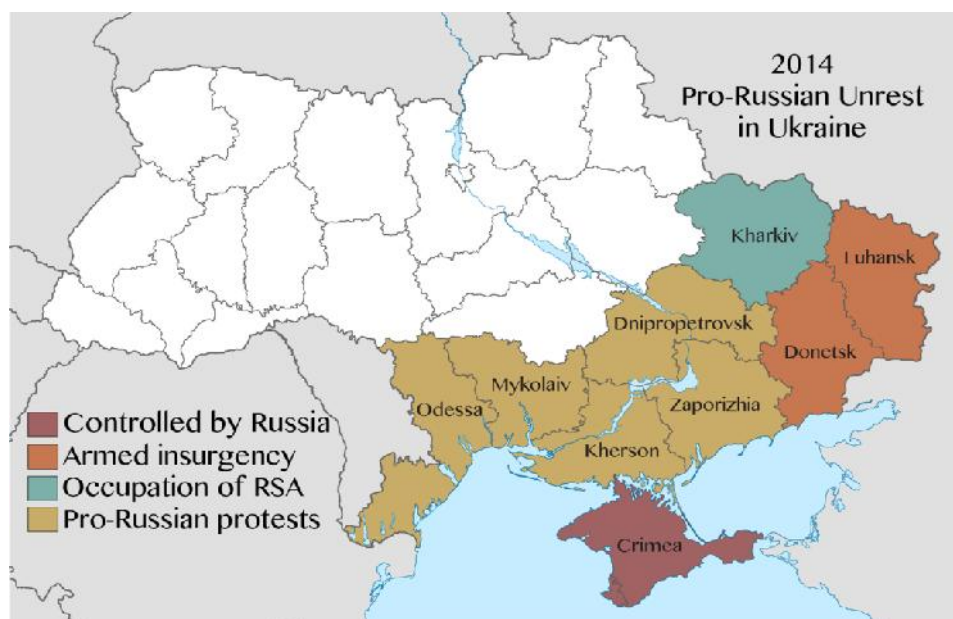 2014
Pro-Russian Unrest
in Ukraine
Kharkiv
Luhansk
Dnipropetrovsk
Donetsk
Mykolaiv
Odessa
Zaporizhia
Kherson
Crimea
Controlled by Russia
Armed insurgency
Occupation of RSA
Pro-Russian protests